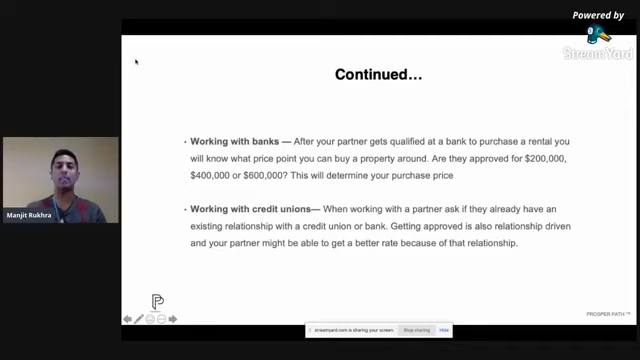 Powered by
StreamYard
Continued...
• Working with banks — After your partner gets qualified at a bank to purchase a rental you
will know what price point you can buy a property around. Are they approved for $200,000,
$400,000 or $600,000? This will determine your purchase price
• Working with credit unions— When working with a partner ask if they already have an
existing relationship with a credit union or bank. Getting approved is also relationship driven
and your partner might be able to get a better rate because of that relationship.
Manjit Rukhra
PROSPER PATH ™
streamyard.com is sharing your screen.
Stop sharing
Hide